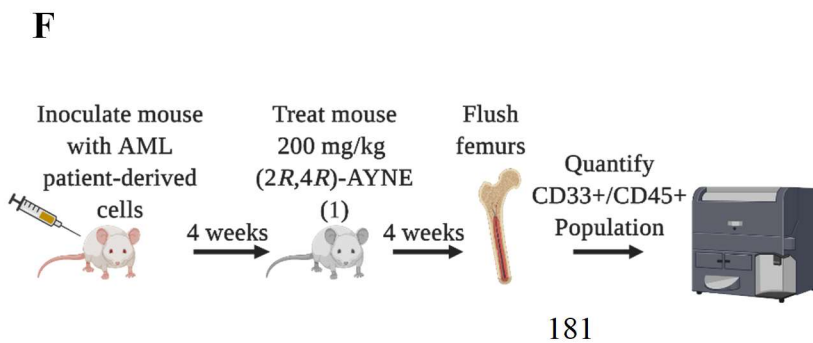 F
Inoculate mouse
with AML
patient-derived
cells
4 weeks
Treat mouse
200 mg/kg
(2R,4R)-AYNE
(1)
4 weeks
Flush
femurs
Quantify
CD33+/CD45+
Population
181